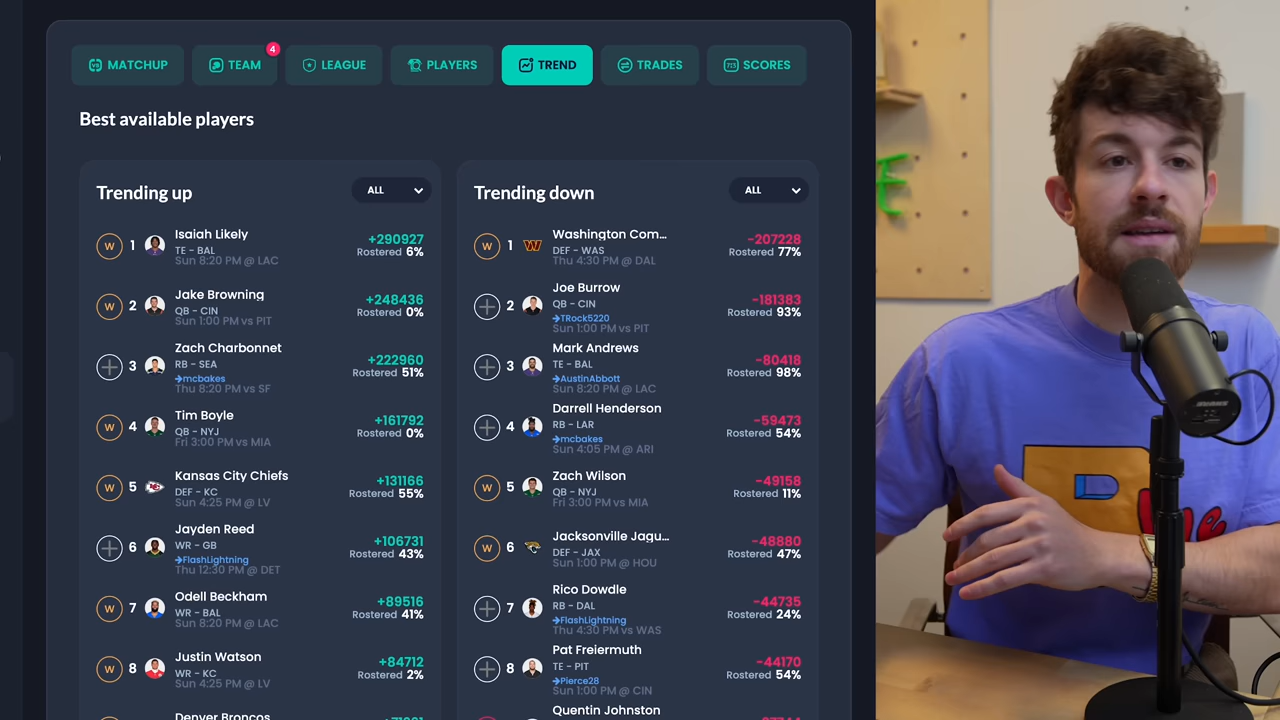 MATCHUP
TEAM
4
LEAGUE
PLAYERS
TREND
TRADES
SCORES
Best available players
Trending up
ALL
W 1 Isaiah Likely +290927
TE - BAL Rostered 6%
Sun 8:20 PM @ LAC
W 2 Jake Browning +248436
QB - CIN Rostered 0%
Sun 1:00 PM vs PIT
3 Zach Charbonnet +222960
RB - SEA Rostered 51%
mcbakes
Thu 8:20 PM vs SF
W 4 Tim Boyle +161792
QB - NYJ Rostered 0%
Fri 3:00 PM vs MIA
W 5 Kansas City Chiefs +131166
DEF - KC Rostered 55%
Sun 4:25 PM @ LV
6 Jayden Reed +106731
WR - GB Rostered 43%
FlashLightning
Thu 12:30 PM @ DET
W 7 Odell Beckham +89516
WR - BAL Rostered 41%
Sun 8:20 PM @ LAC
W 8 Justin Watson +84712
WR - KC Rostered 2%
Sun 4:25 PM @ LV
Denver Broncos
Trending down
ALL
W 1 Washington Com... -207228
DEF - WAS Rostered 77%
Thu 4:30 PM @ DAL
2 Joe Burrow -181383
QB - CIN Rostered 93%
TRock5220
Sun 1:00 PM vs PIT
3 Mark Andrews -80418
TE - BAL Rostered 98%
AustinAbbott
Sun 8:20 PM @ LAC
4 Darrell Henderson -59473
RB - LAR Rostered 54%
mcbakes
Sun 4:05 PM @ ARI
W 5 Zach Wilson -49158
QB - NYJ Rostered 11%
Fri 3:00 PM vs MIA
W 6 Jacksonville Jagu... -48880
DEF - JAX Rostered 47%
Sun 1:00 PM @ HOU
7 Rico Dowdle -44735
RB - DAL Rostered 24%
FlashLightning
Thu 4:30 PM vs WAS
8 Pat Freiermuth -44170
TE - PIT Rostered 54%
Pierce28
Sun 1:00 PM @ CIN
Quentin Johnston